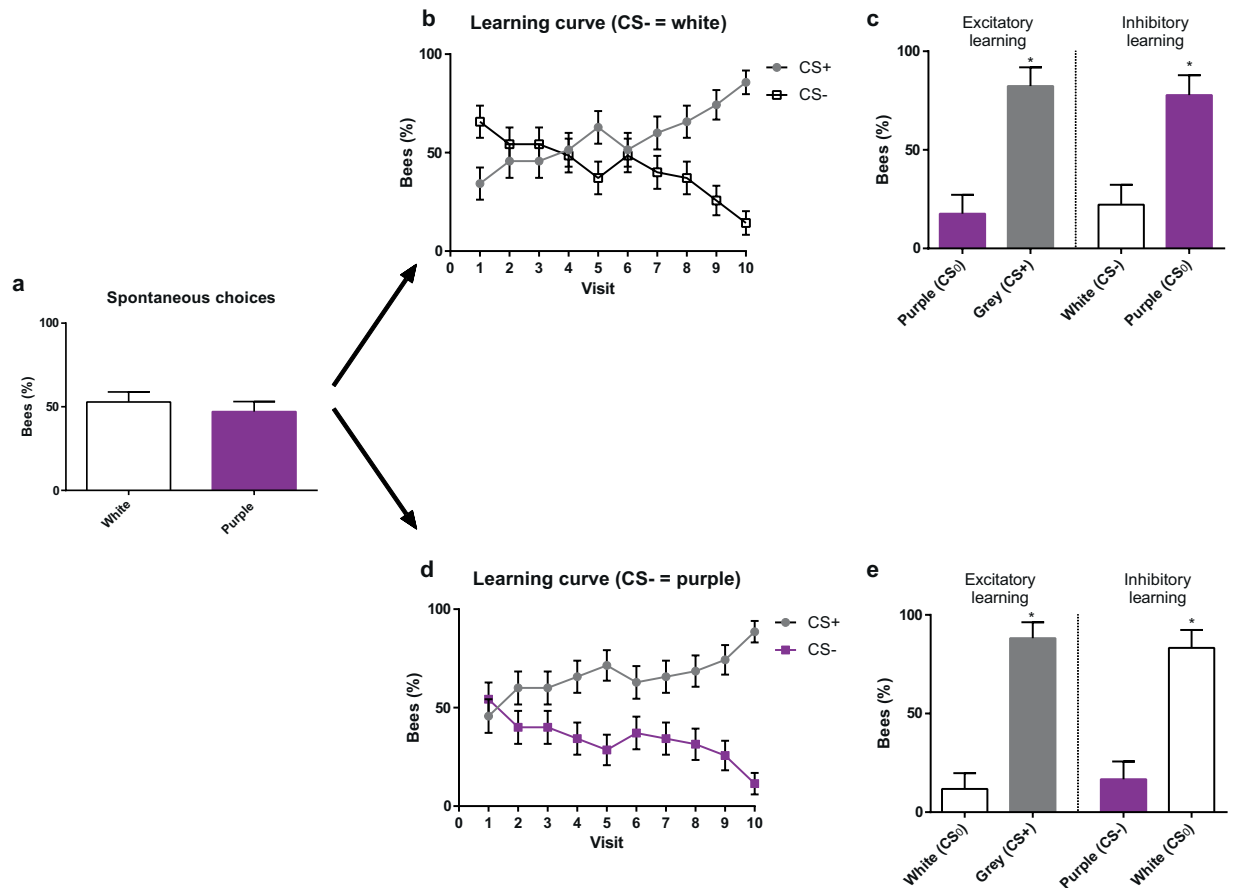 a
Spontaneous choices
Bees (%)
100
50
0
White
Purple
b
Learning curve (CS- = white)
Bees (%)
100
50
0
0 1 2 3 4 5 6 7 8 9 10
Visit
CS+
CS-
c
Excitatory
learning
Inhibitory
learning
Bees (%)
100
50
0
*
*
Purple (CS0)
Grey (CS+)
White (CS-)
Purple (CS0)
d
Learning curve (CS- = purple)
Bees (%)
100
50
0
0 1 2 3 4 5 6 7 8 9 10
Visit
CS+
CS-
e
Excitatory
learning
Inhibitory
learning
Bees (%)
100
50
0
*
*
White (CS0)
Grey (CS+)
Purple (CS-)
White (CS0)